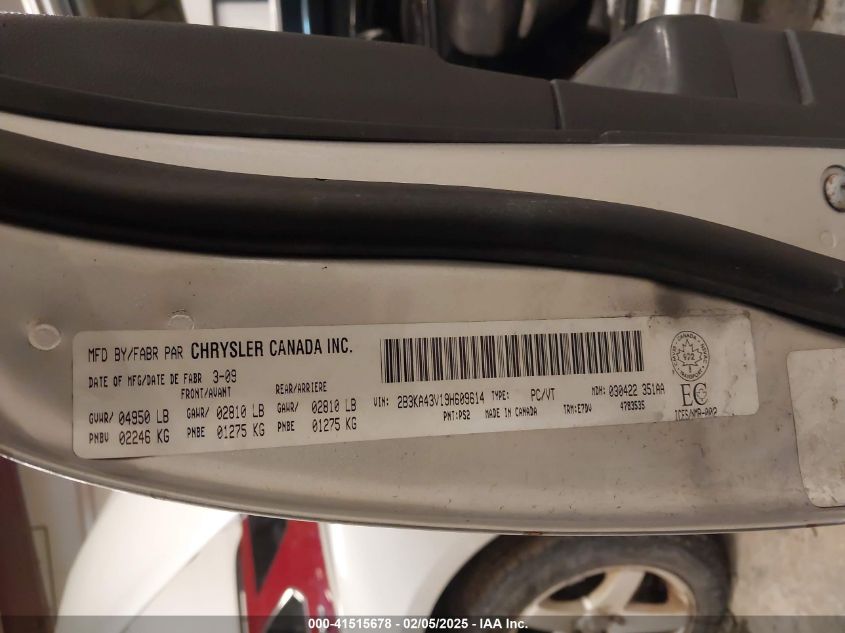 MFD BY/FABR PAR CHRYSLER CANADA INC.
DATE OF MFG/DATE DE FABR 3-09
FRONT/AVANT REAR/ARRIERE
GVWR/ 04950 LB GAWR/ 02810 LB GAWR/ 02810 LB
PNBV 02246 KG PNBE 01275 KG PNBE 01275 KG
VIN: 2B3KA43V19H609614 TYPE: PC/VT MDH: 030422 351AA
PNT:PS2 MADE IN CANADA TRM:E7DV 4783535
CANADA
TRANSPORT
EC
000-41515678 - 02/05/2025 - IAA Inc.